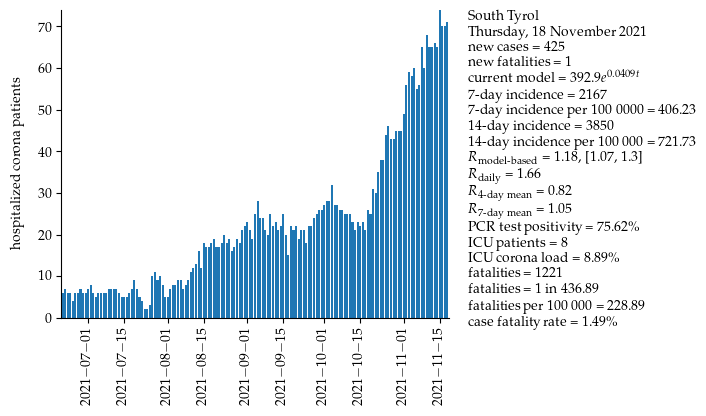 hospitalized corona patients
70
60
50
40
30
20
10
0
2021−07−01
2021−07−15
2021−08−01
2021−08−15
2021−09−01
2021−09−15
2021−10−01
2021−10−15
2021−11−01
2021−11−15
South Tyrol
Thursday, 18 November 2021
new cases = 425
new fatalities = 1
current model = 392.9e^0.0409t
7-day incidence = 2167
7-day incidence per 100 0000 = 406.23
14-day incidence = 3850
14-day incidence per 100 000 = 721.73
R model-based = 1.18, [1.07, 1.3]
R daily = 1.66
R 4-day mean = 0.82
R 7-day mean = 1.05
PCR test positivity = 75.62%
ICU patients = 8
ICU corona load = 8.89%
fatalities = 1221
fatalities = 1 in 436.89
fatalities per 100 000 = 228.89
case fatality rate = 1.49%